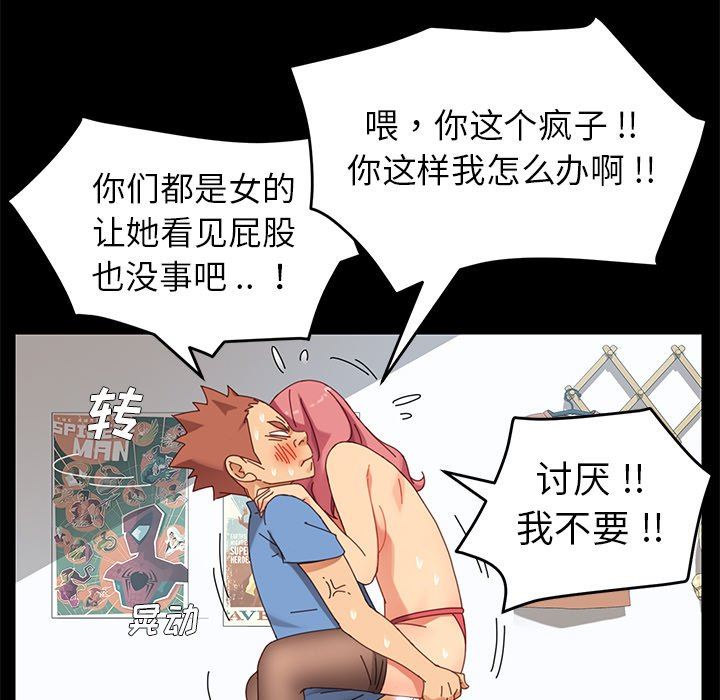 喂，你这个疯子!!
你这样我怎么办啊!!
你们都是女的
让她看见屁股
也没事吧..！
转
SPIDER
MAN
讨厌!!
我不要!!
SUPER
HEROES
晃动
AVE